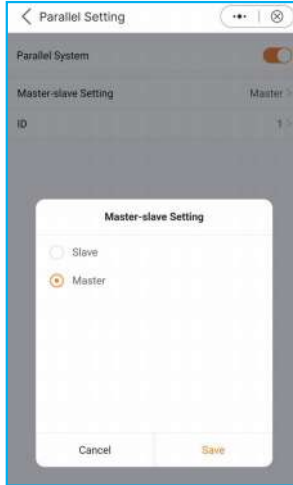 Parallel Setting
Parallel System
Master-slave Setting Master
ID 1
Master-slave Setting
Slave
Master
Cancel Save